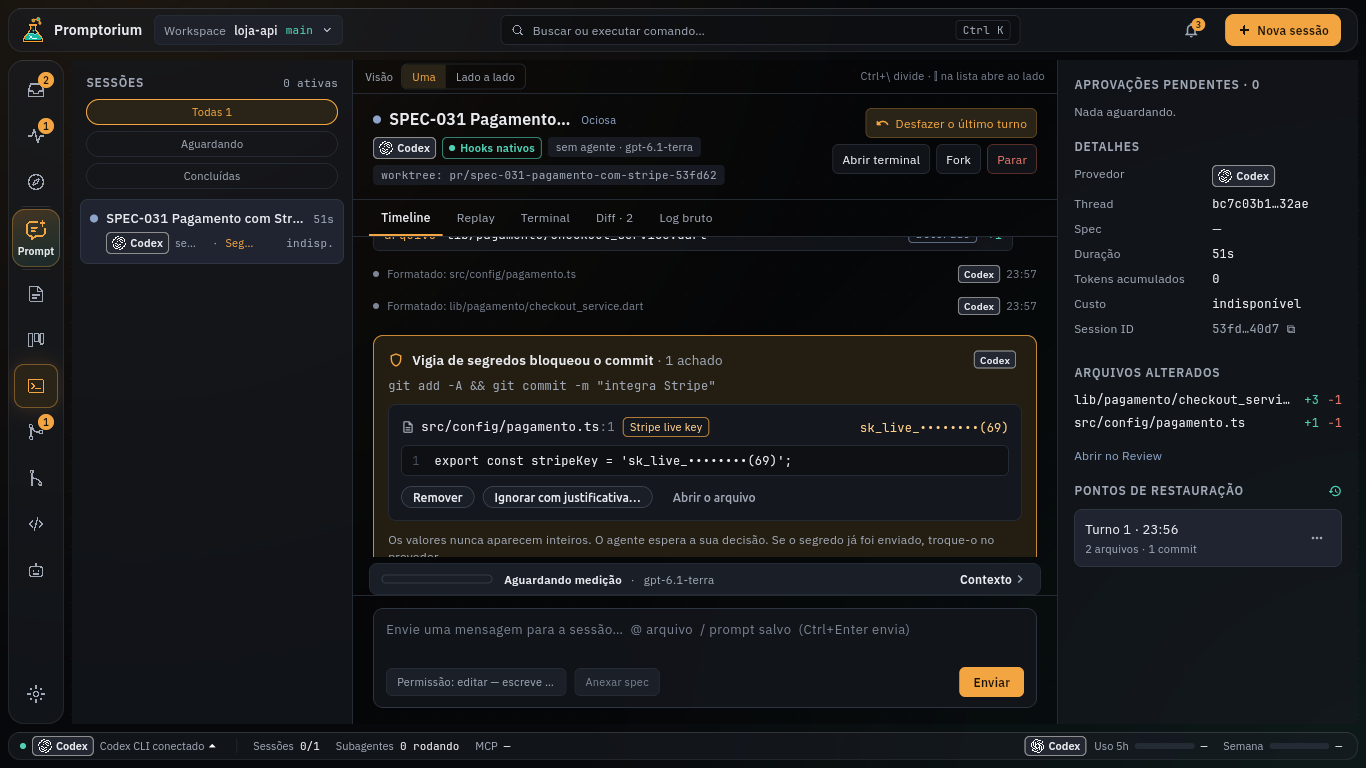 Promptorium
Workspace loja-api main
Buscar ou executar comando...
Ctrl K
3
+ Nova sessão
2
1
Prompt
1
SESSÕES
0 ativas
Todas 1
Aguardando
Concluídas
SPEC-031 Pagamento com Str...
51s
Codex
se... · Seg...
indisp.
Visão
Uma
Lado a lado
Ctrl+\ divide · ‖ na lista abre ao lado
SPEC-031 Pagamento...
Ociosa
Desfazer o último turno
Codex
Hooks nativos
sem agente · gpt-6.1-terra
Abrir terminal
Fork
Parar
worktree: pr/spec-031-pagamento-com-stripe-53fd62
Timeline
Replay
Terminal
Diff · 2
Log bruto
Formatado: src/config/pagamento.ts
Codex
23:57
Formatado: lib/pagamento/checkout_service.dart
Codex
23:57
Vigia de segredos bloqueou o commit · 1 achado
Codex
git add -A && git commit -m "integra Stripe"
src/config/pagamento.ts:1
Stripe live key
sk_live_••••••••(69)
1 export const stripeKey = 'sk_live_••••••••(69)';
Remover
Ignorar com justificativa...
Abrir o arquivo
Os valores nunca aparecem inteiros. O agente espera a sua decisão. Se o segredo já foi enviado, troque-o no
Aguardando medição · gpt-6.1-terra
Contexto
Envie uma mensagem para a sessão... @ arquivo / prompt salvo (Ctrl+Enter envia)
Permissão: editar — escreve ...
Anexar spec
Enviar
APROVAÇÕES PENDENTES · 0
Nada aguardando.
DETALHES
Provedor
Codex
Thread
bc7c03b1…32ae
Spec
—
Duração
51s
Tokens acumulados
0
Custo
indisponível
Session ID
53fd…40d7
ARQUIVOS ALTERADOS
lib/pagamento/checkout_servi…
+3 -1
src/config/pagamento.ts
+1 -1
Abrir no Review
PONTOS DE RESTAURAÇÃO
Turno 1 · 23:56
2 arquivos · 1 commit
Codex
Codex CLI conectado
Sessões 0/1
Subagentes 0 rodando
MCP —
Codex
Uso 5h
—
Semana
—